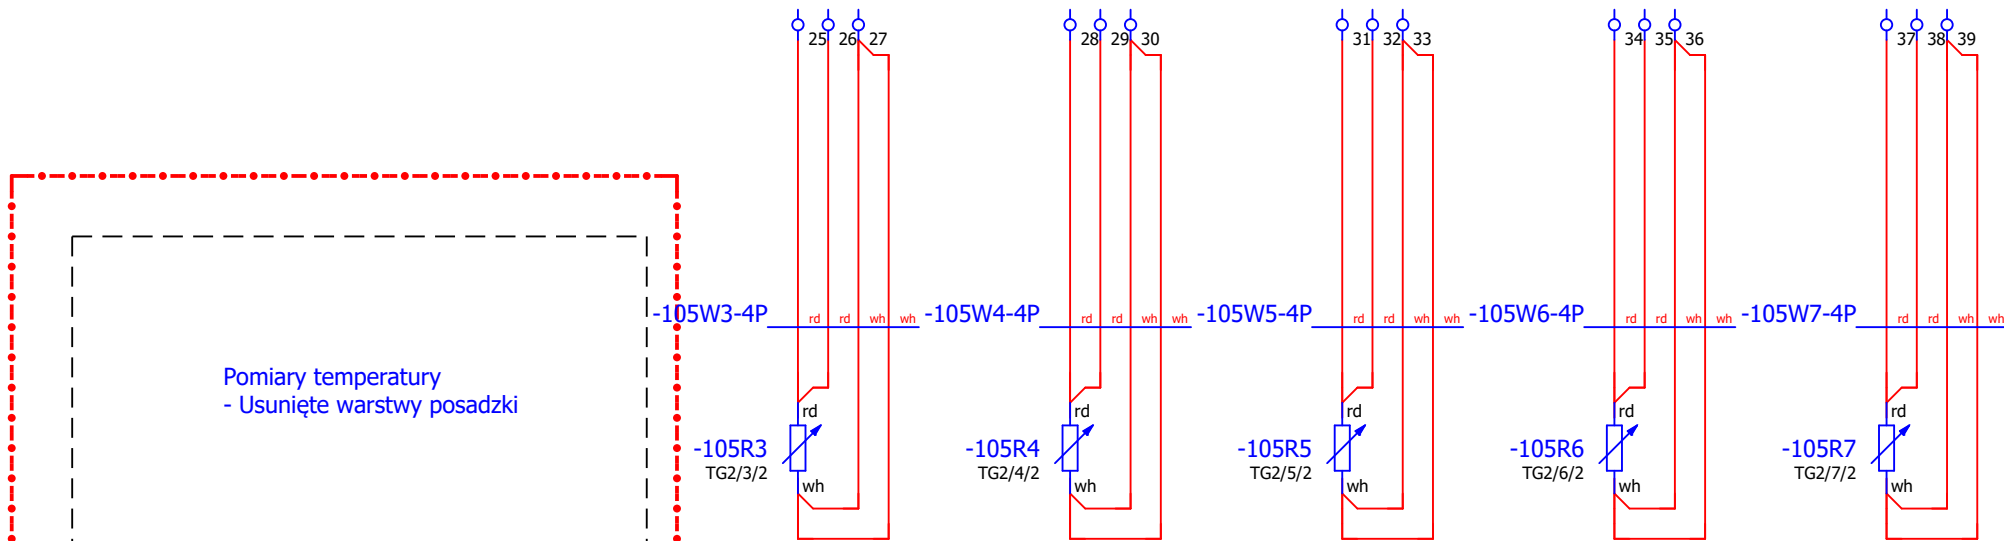 25 26 27 28 29 30 31 32 33 34 35 36 37 38 39
-105W3-4P rd rd wh wh -105W4-4P rd rd wh wh -105W5-4P rd rd wh wh -105W6-4P rd rd wh wh -105W7-4P rd rd wh wh
Pomiary temperatury
- Usunięte warstwy posadzki
rd rd rd rd rd
-105R3 -105R4 -105R5 -105R6 -105R7
TG2/3/2 TG2/4/2 TG2/5/2 TG2/6/2 TG2/7/2
wh wh wh wh wh